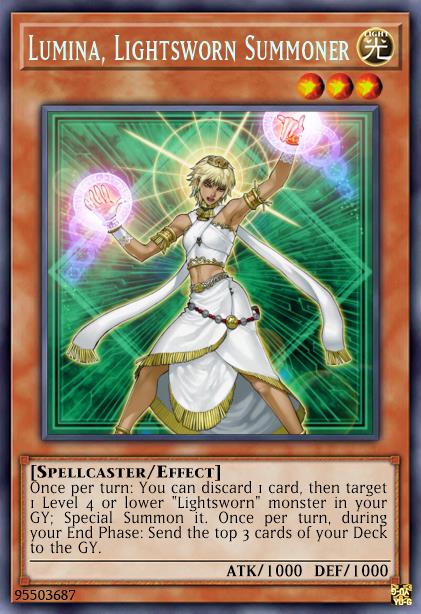 Lumina, Lightsworn Summoner
LIGHT
光
[Spellcaster/Effect]
Once per turn: You can discard 1 card, then target
1 Level 4 or lower "Lightsworn" monster in your
GY; Special Summon it. Once per turn, during
your End Phase: Send the top 3 cards of your Deck
to the GY.
ATK/1000 DEF/1000
95503687